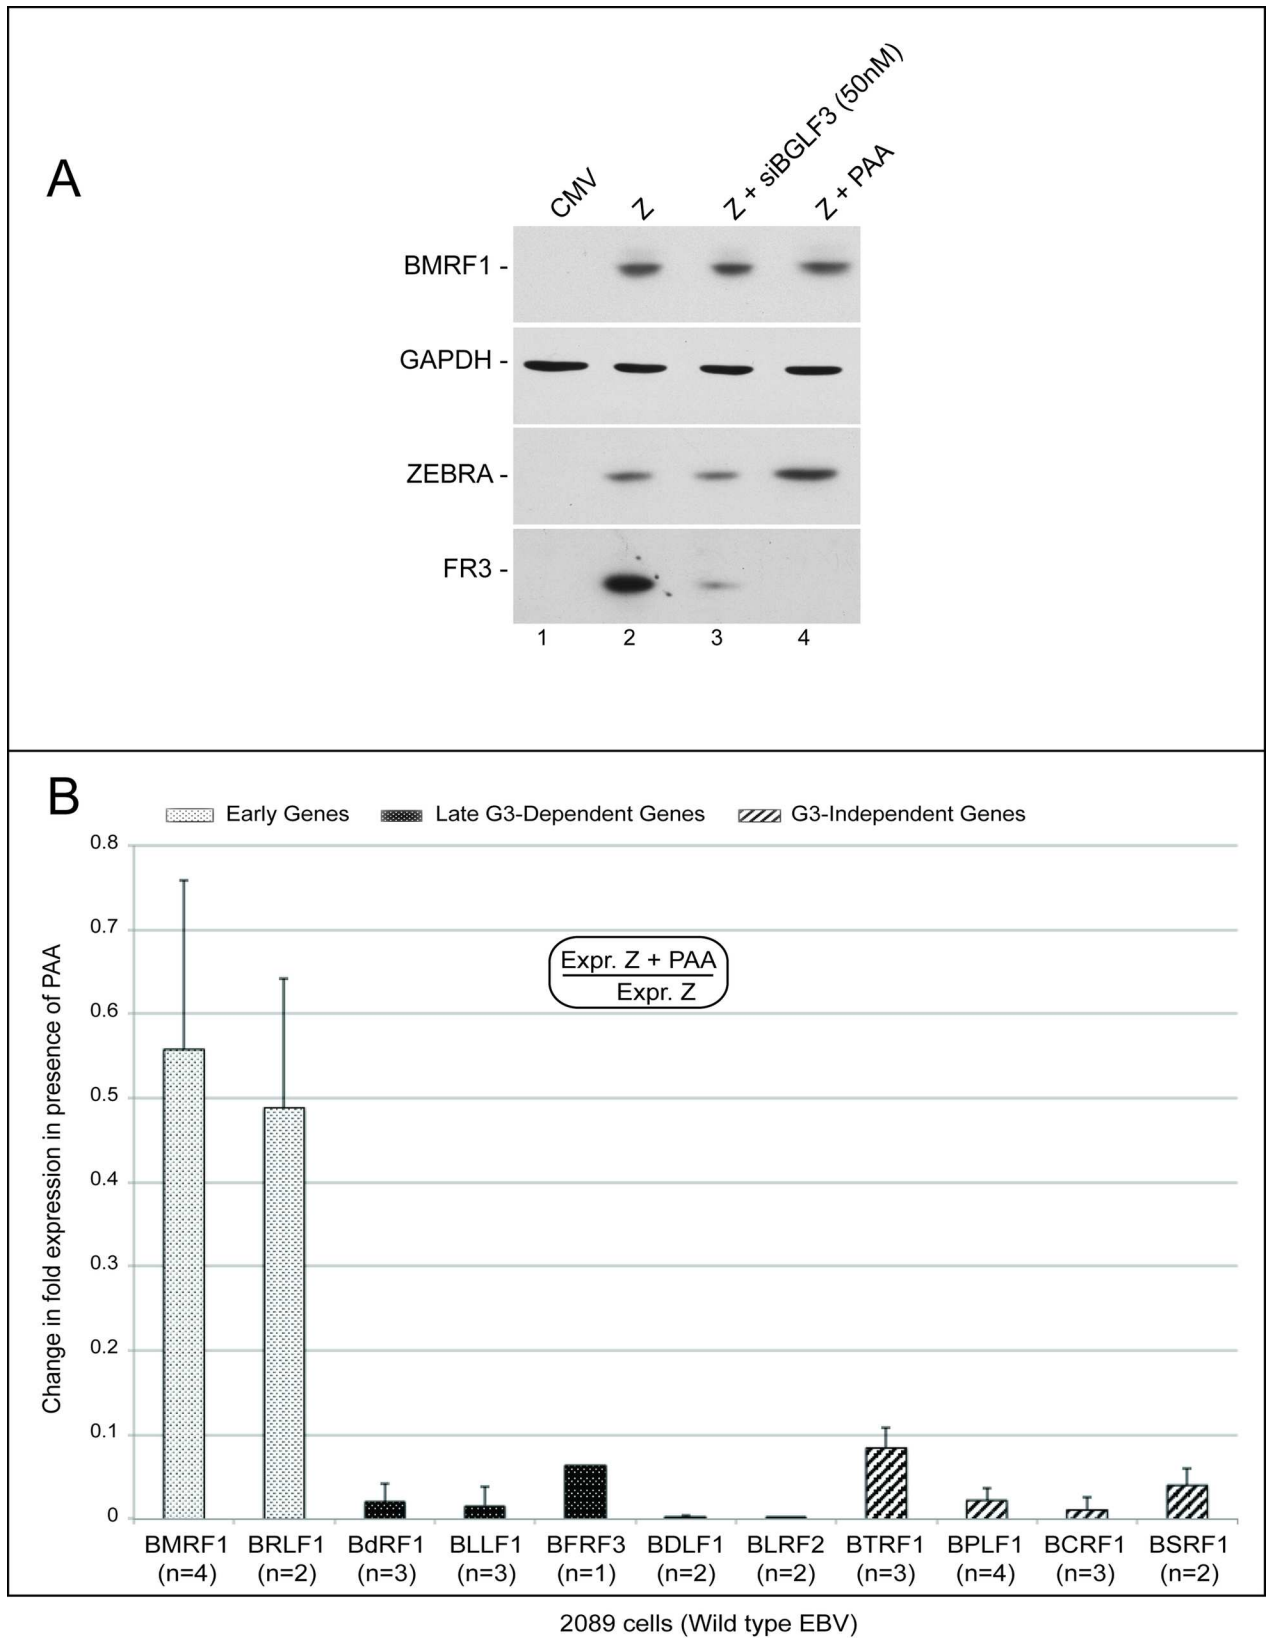 A
CMV
Z
Z + siBGLF3 (50nM)
Z + PAA
BMRF1 -
GAPDH -
ZEBRA -
FR3 -
1 2 3 4
B
Early Genes Late G3-Dependent Genes G3-Independent Genes
Change in fold expression in presence of PAA
0.8
0.7
0.6
0.5
0.4
0.3
0.2
0.1
0
Expr. Z + PAA
Expr. Z
BMRF1 BRLF1 BdRF1 BLLF1 BFRF3 BDLF1 BLRF2 BTRF1 BPLF1 BCRF1 BSRF1
(n=4) (n=2) (n=3) (n=3) (n=1) (n=2) (n=2) (n=3) (n=4) (n=3) (n=2)
2089 cells (Wild type EBV)